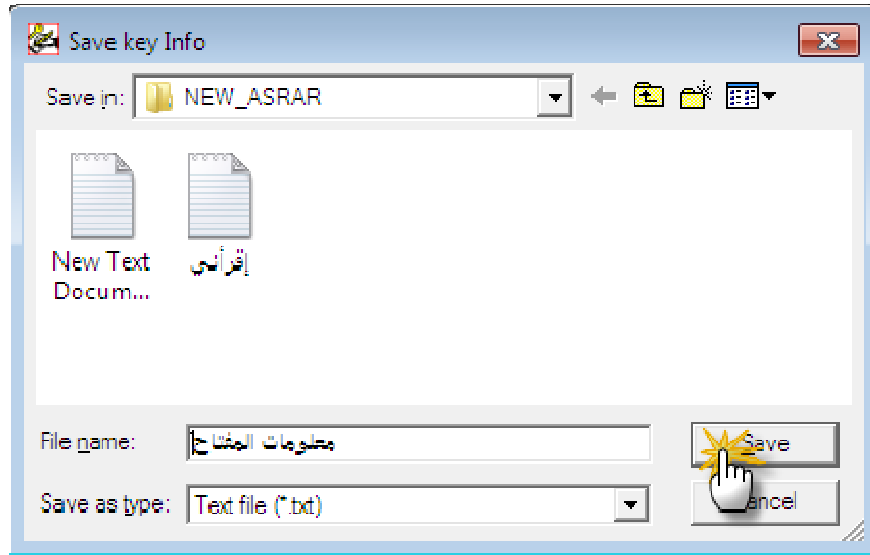 Save key Info
Save in: NEW_ASRAR
New Text Docum...
إقرأني
File name: معلومات المفتاح
Save
Save as type: Text file (*.txt)
Cancel